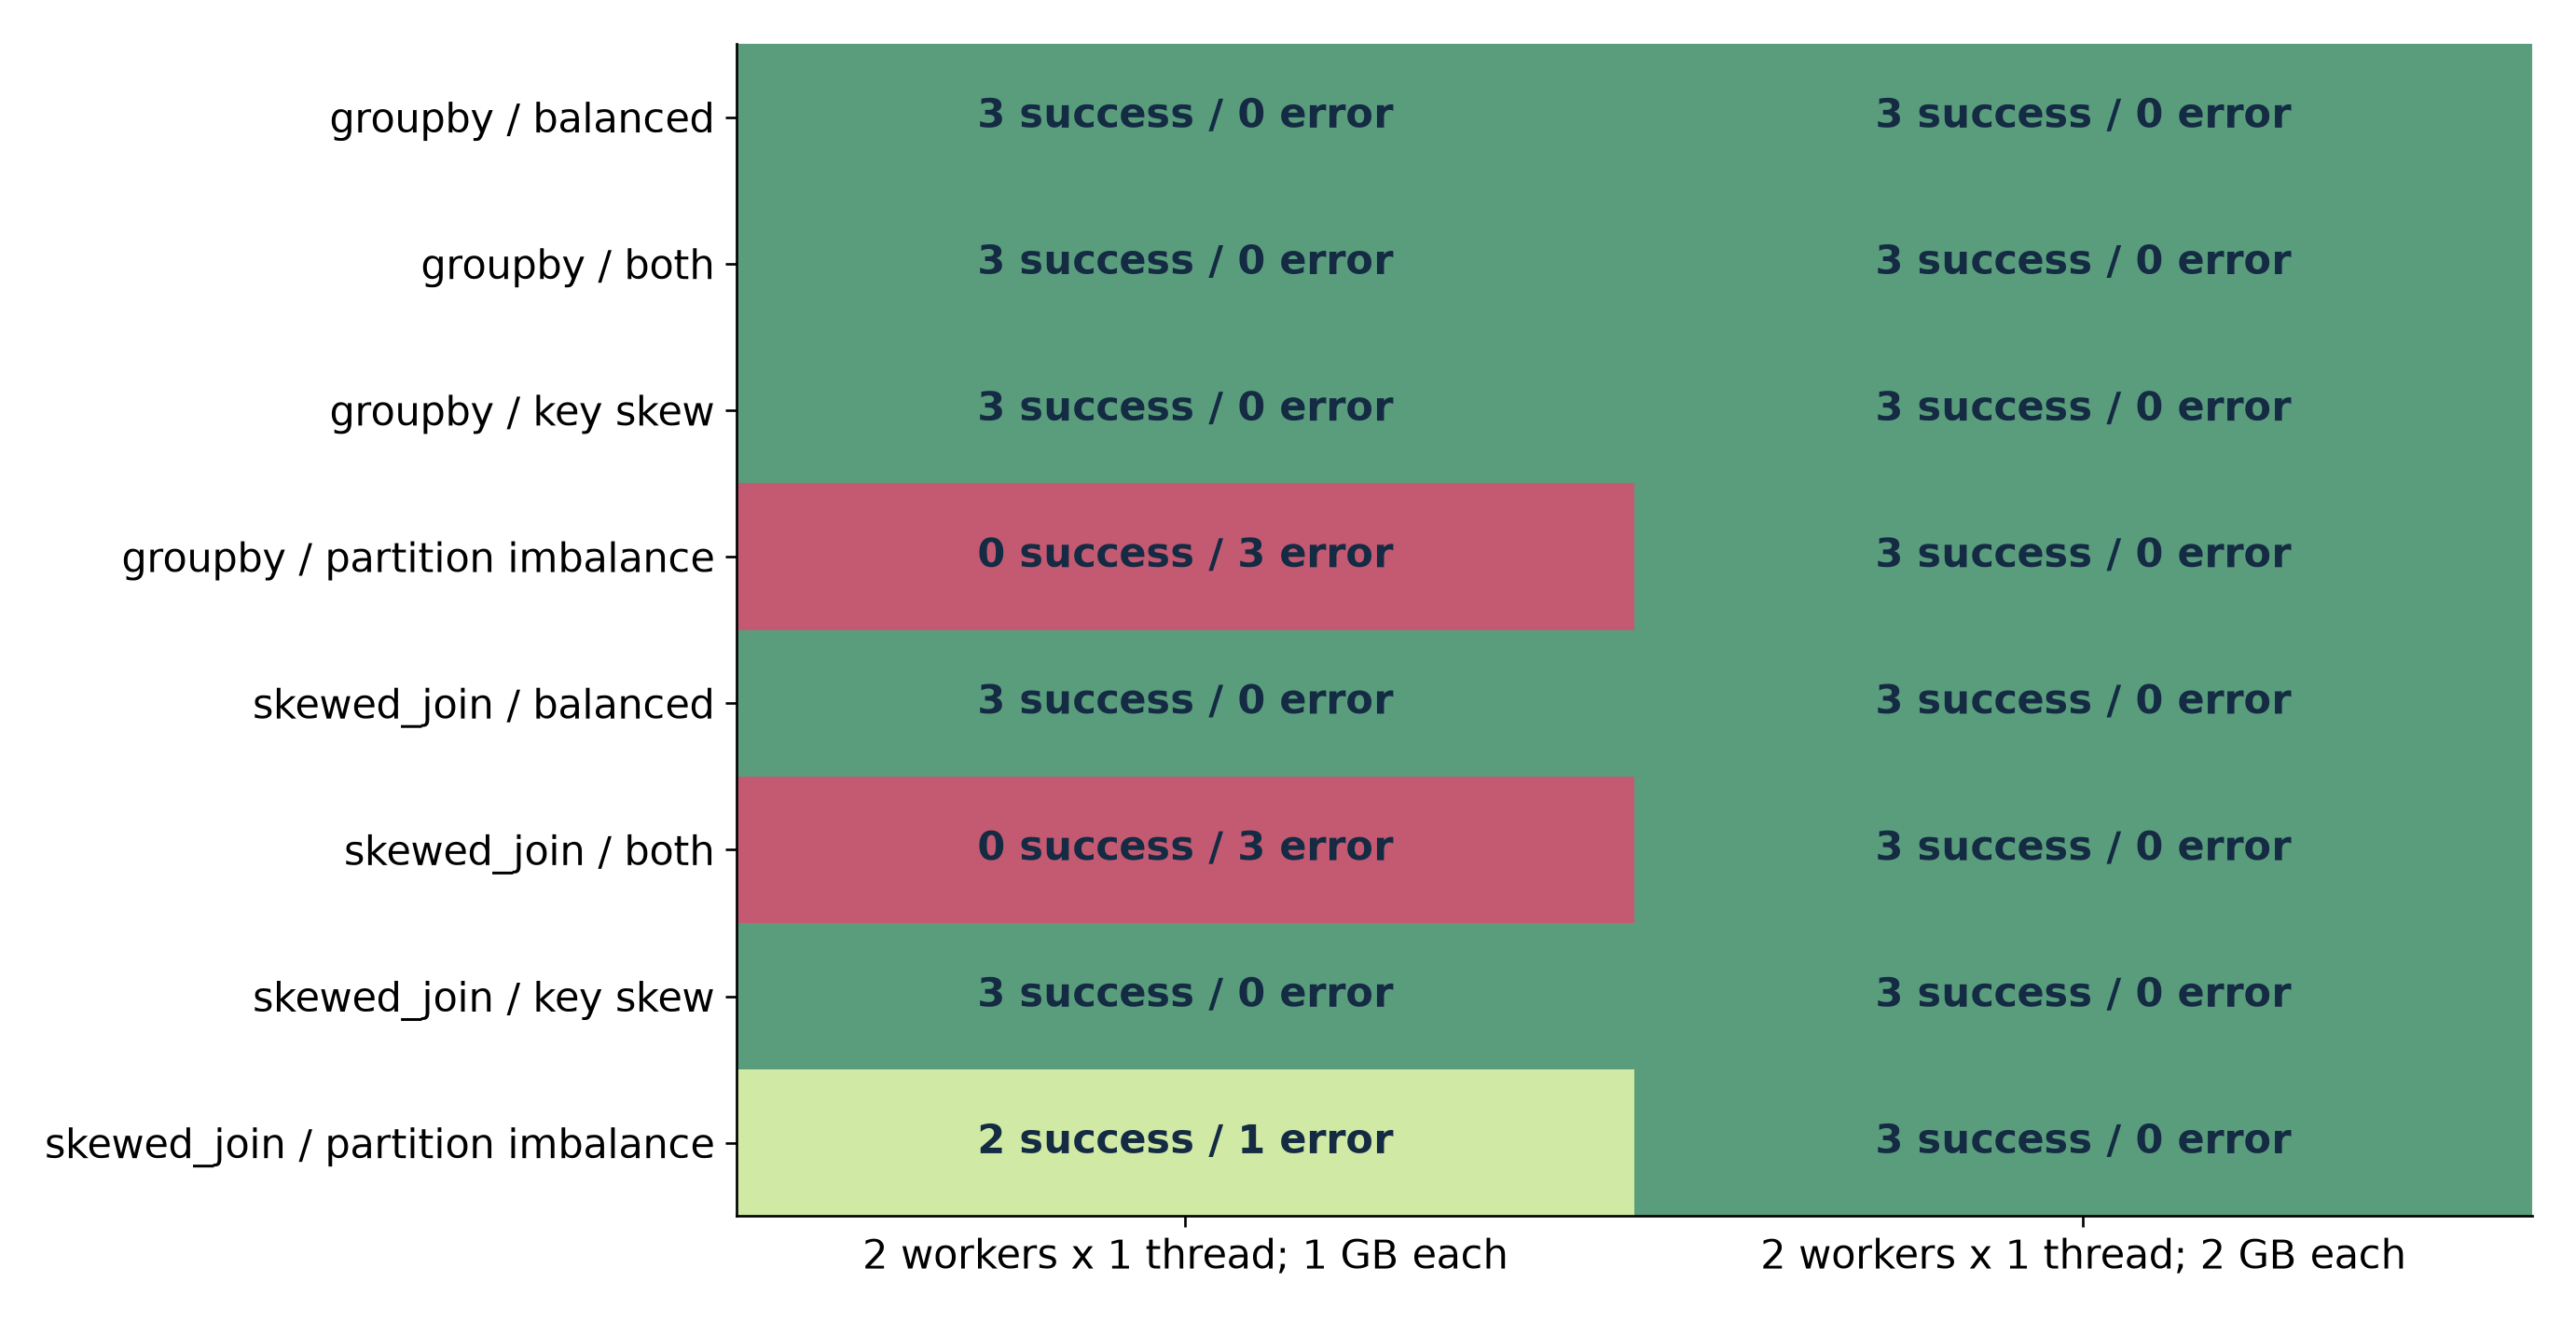 groupby / balanced 3 success / 0 error 3 success / 0 error
groupby / both 3 success / 0 error 3 success / 0 error
groupby / key skew 3 success / 0 error 3 success / 0 error
groupby / partition imbalance 0 success / 3 error 3 success / 0 error
skewed_join / balanced 3 success / 0 error 3 success / 0 error
skewed_join / both 0 success / 3 error 3 success / 0 error
skewed_join / key skew 3 success / 0 error 3 success / 0 error
skewed_join / partition imbalance 2 success / 1 error 3 success / 0 error
2 workers x 1 thread; 1 GB each 2 workers x 1 thread; 2 GB each